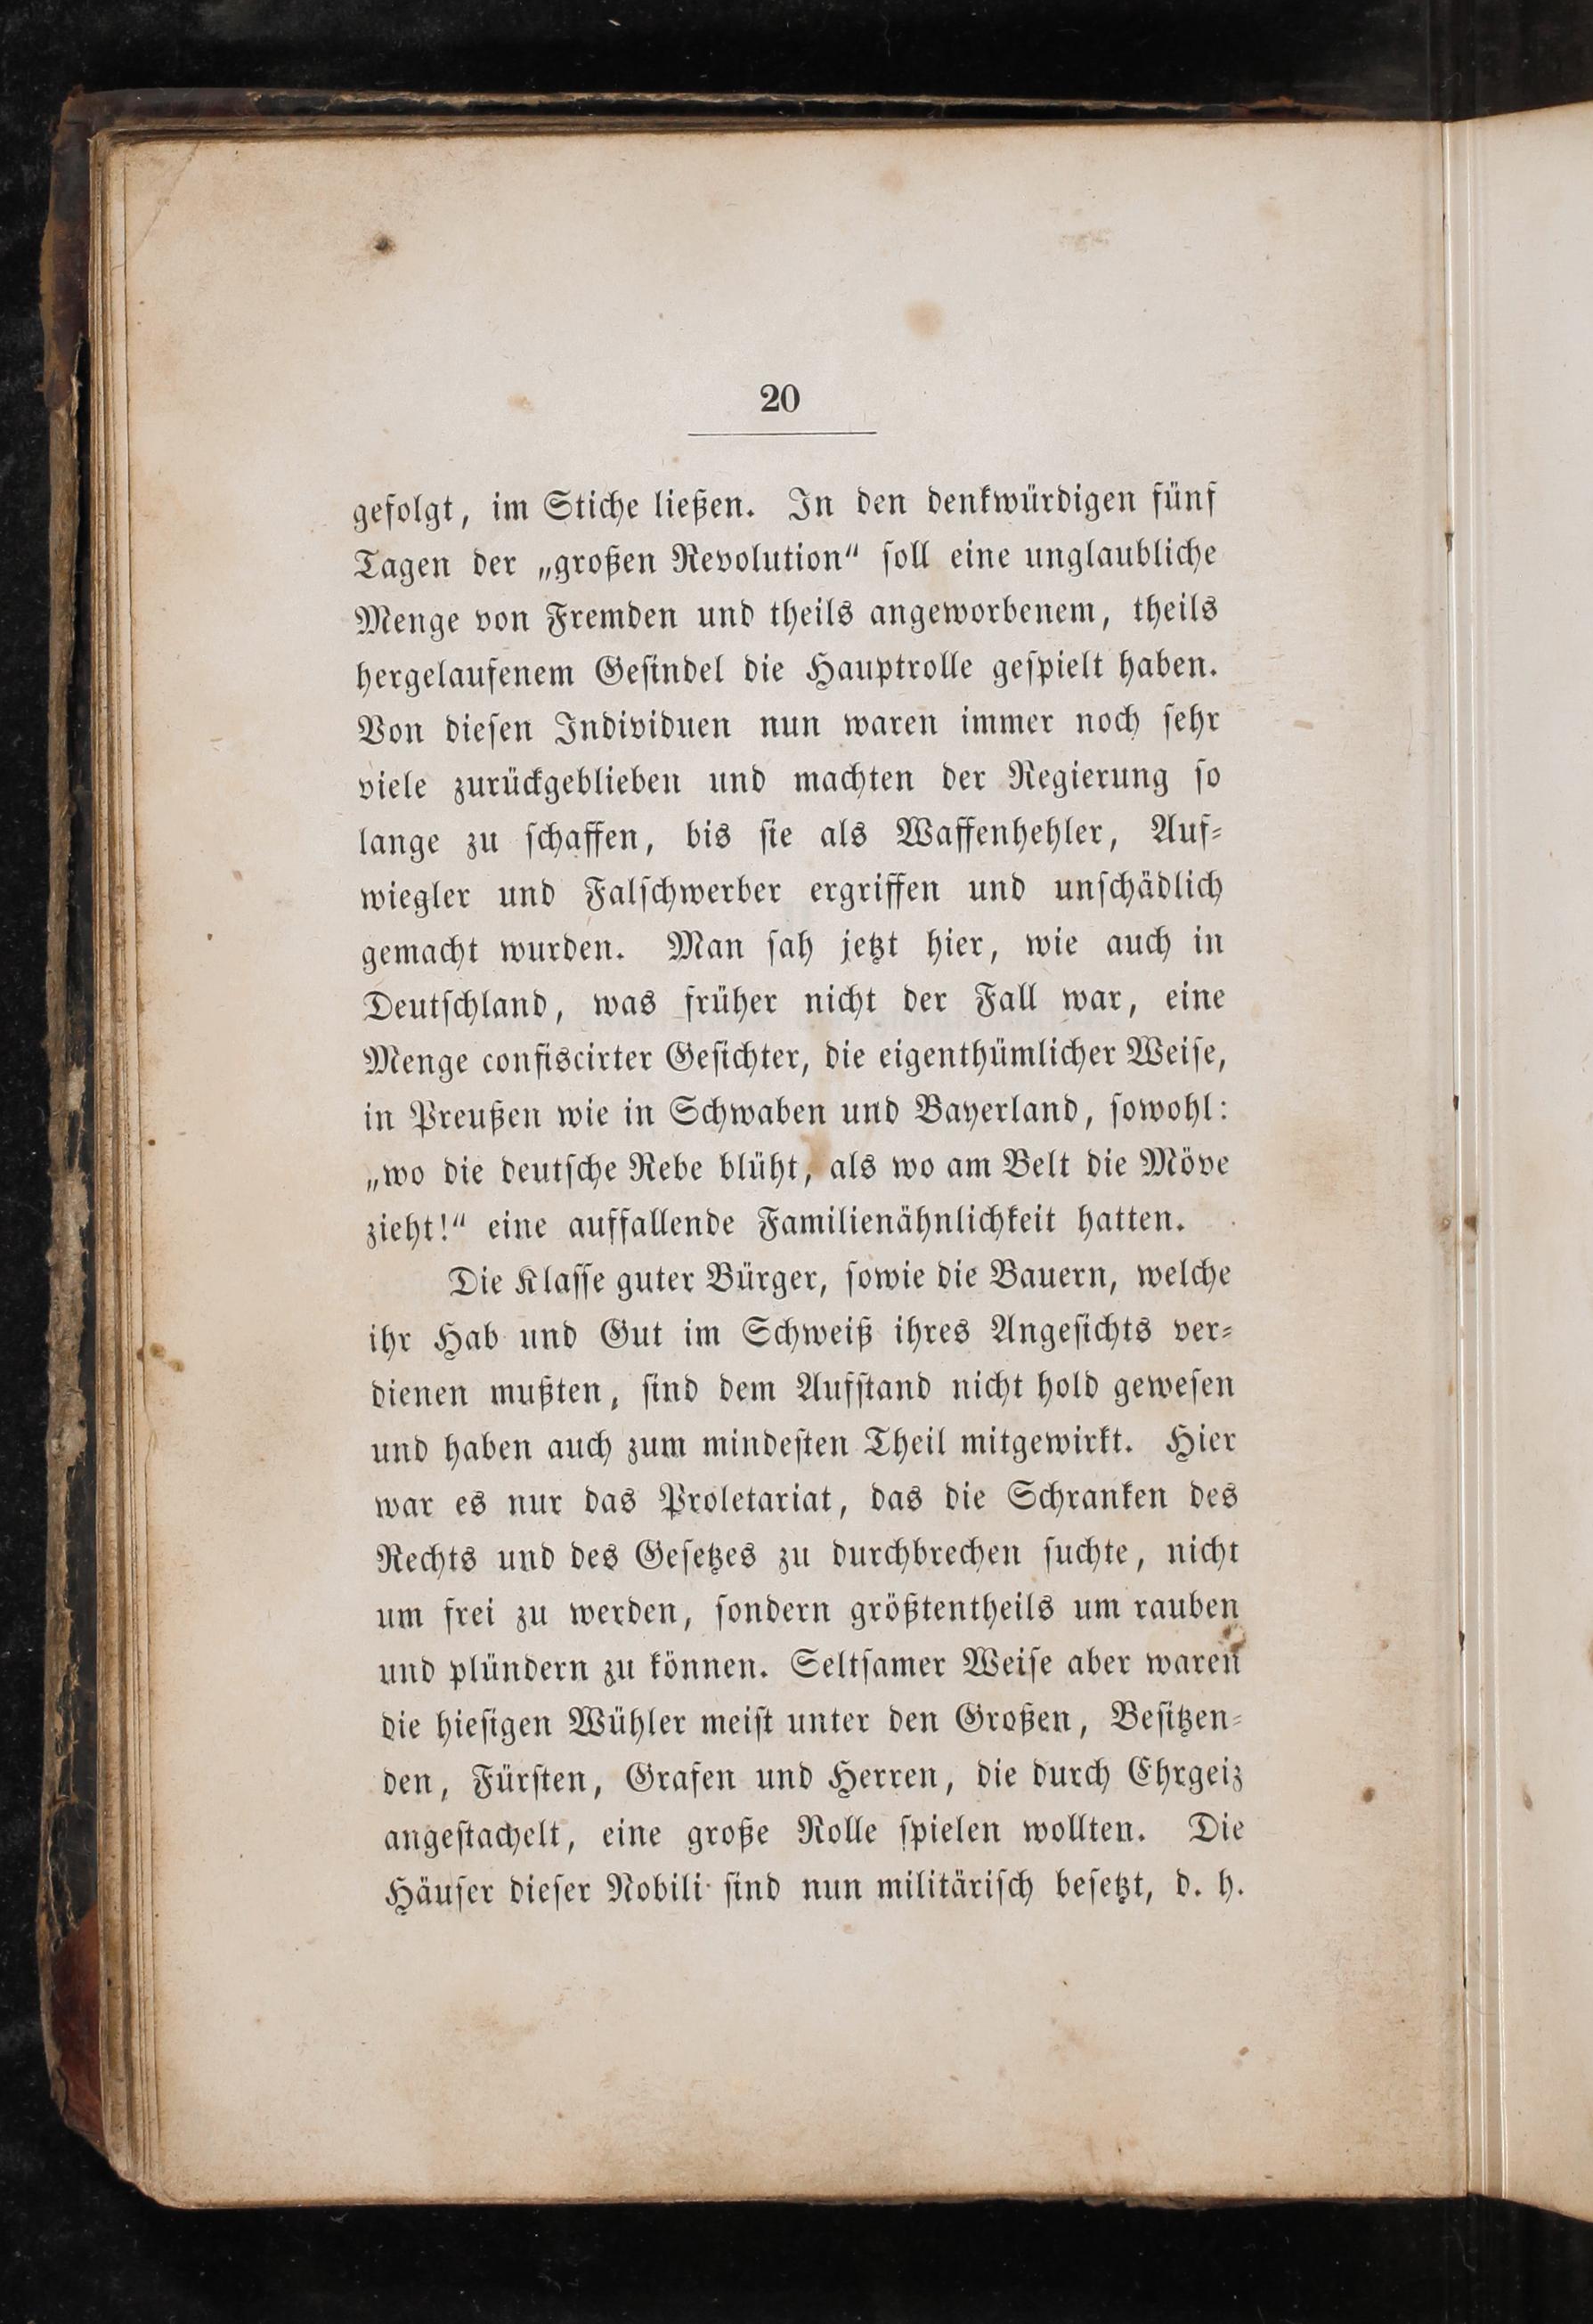 20
gefolgt, im Stiche ließen. In den denkwürdigen fünf
Tagen der „großen Revolution“ ſoll eine unglaubliche
Menge von Fremden und theils angeworbenem, theils
hergelaufenem Geſindel die Hauptrolle geſpielt haben.
Von dieſen Individuen nun waren immer noch ſehr
viele zurückgeblieben und machten der Regierung ſo
lange zu ſchaffen, bis ſie als Waffenhehler, Auf⸗
wiegler und Falſchwerber ergriffen und unſchädlich
gemacht wurden. Man ſah jetzt hier, wie auch in
Deutſchland, was früher nicht der Fall war, eine
Menge confiscirter Geſichter, die eigenthümlicher Weiſe,
in Preußen wie in Schwaben und Bayerland, ſowohl:
„wo die deutſche Rebe blüht, als wo am Belt die Möve
zieht!“ eine auffallende Familienähnlichkeit hatten.
Die Klaſſe guter Bürger, ſowie die Bauern, welche
ihr Hab und Gut im Schweiß ihres Angeſichts ver⸗
dienen mußten, ſind dem Aufſtand nicht hold geweſen
und haben auch zum mindeſten Theil mitgewirkt. Hier
war es nur das Proletariat, das die Schranken des
Rechts und des Geſetzes zu durchbrechen ſuchte, nicht
um frei zu werden, ſondern größtentheils um rauben
und plündern zu können. Seltſamer Weiſe aber waren
die hieſigen Wühler meiſt unter den Großen, Beſitzen⸗
den, Fürſten, Grafen und Herren, die durch Ehrgeiz
angeſtachelt, eine große Rolle ſpielen wollten. Die
Häuſer dieſer Nobili ſind nun militäriſch beſetzt, d. h.